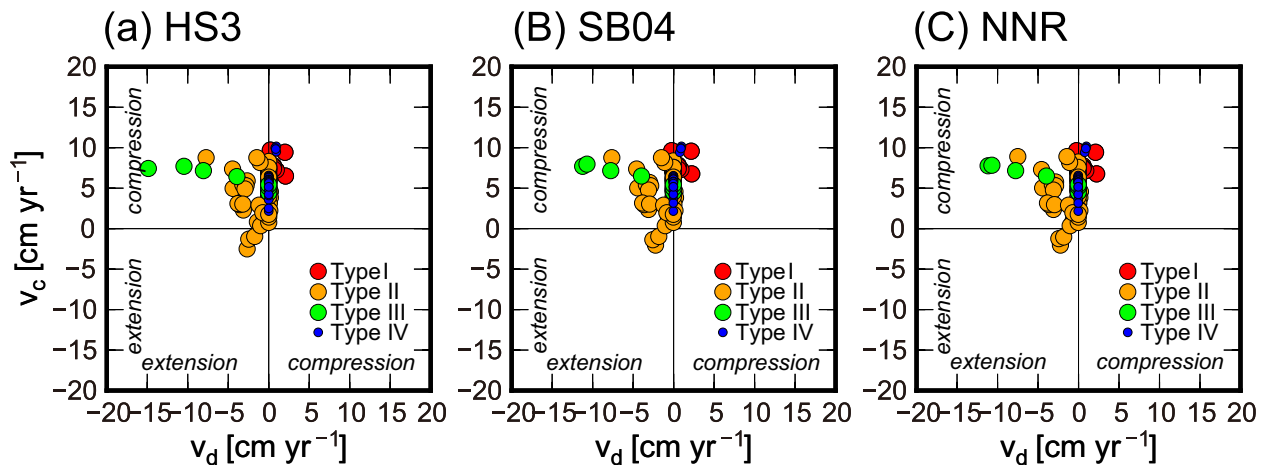 (a) HS3
20
15
10
5
0
−5
−10
−15
−20
v_c [cm yr⁻¹]
compression
extension
extension compression
Type I
Type II
Type III
Type IV
−20 −15 −10 −5 0 5 10 15 20
v_d [cm yr⁻¹]
(B) SB04
20
15
10
5
0
−5
−10
−15
−20
compression
extension
extension compression
Type I
Type II
Type III
Type IV
−20 −15 −10 −5 0 5 10 15 20
v_d [cm yr⁻¹]
(C) NNR
20
15
10
5
0
−5
−10
−15
−20
compression
extension
extension compression
Type I
Type II
Type III
Type IV
−20 −15 −10 −5 0 5 10 15 20
v_d [cm yr⁻¹]